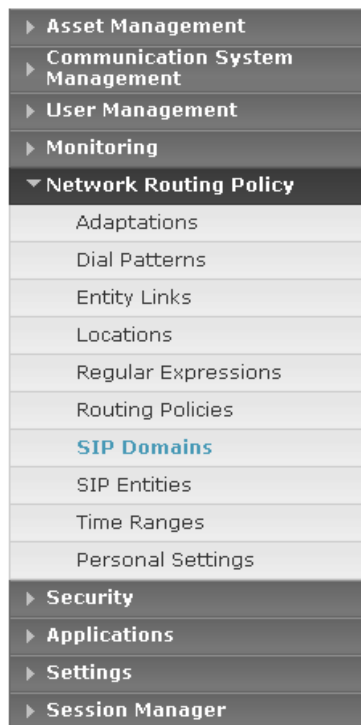 Asset Management
Communication System
Management
User Management
Monitoring
Network Routing Policy
Adaptations
Dial Patterns
Entity Links
Locations
Regular Expressions
Routing Policies
SIP Domains
SIP Entities
Time Ranges
Personal Settings
Security
Applications
Settings
Session Manager